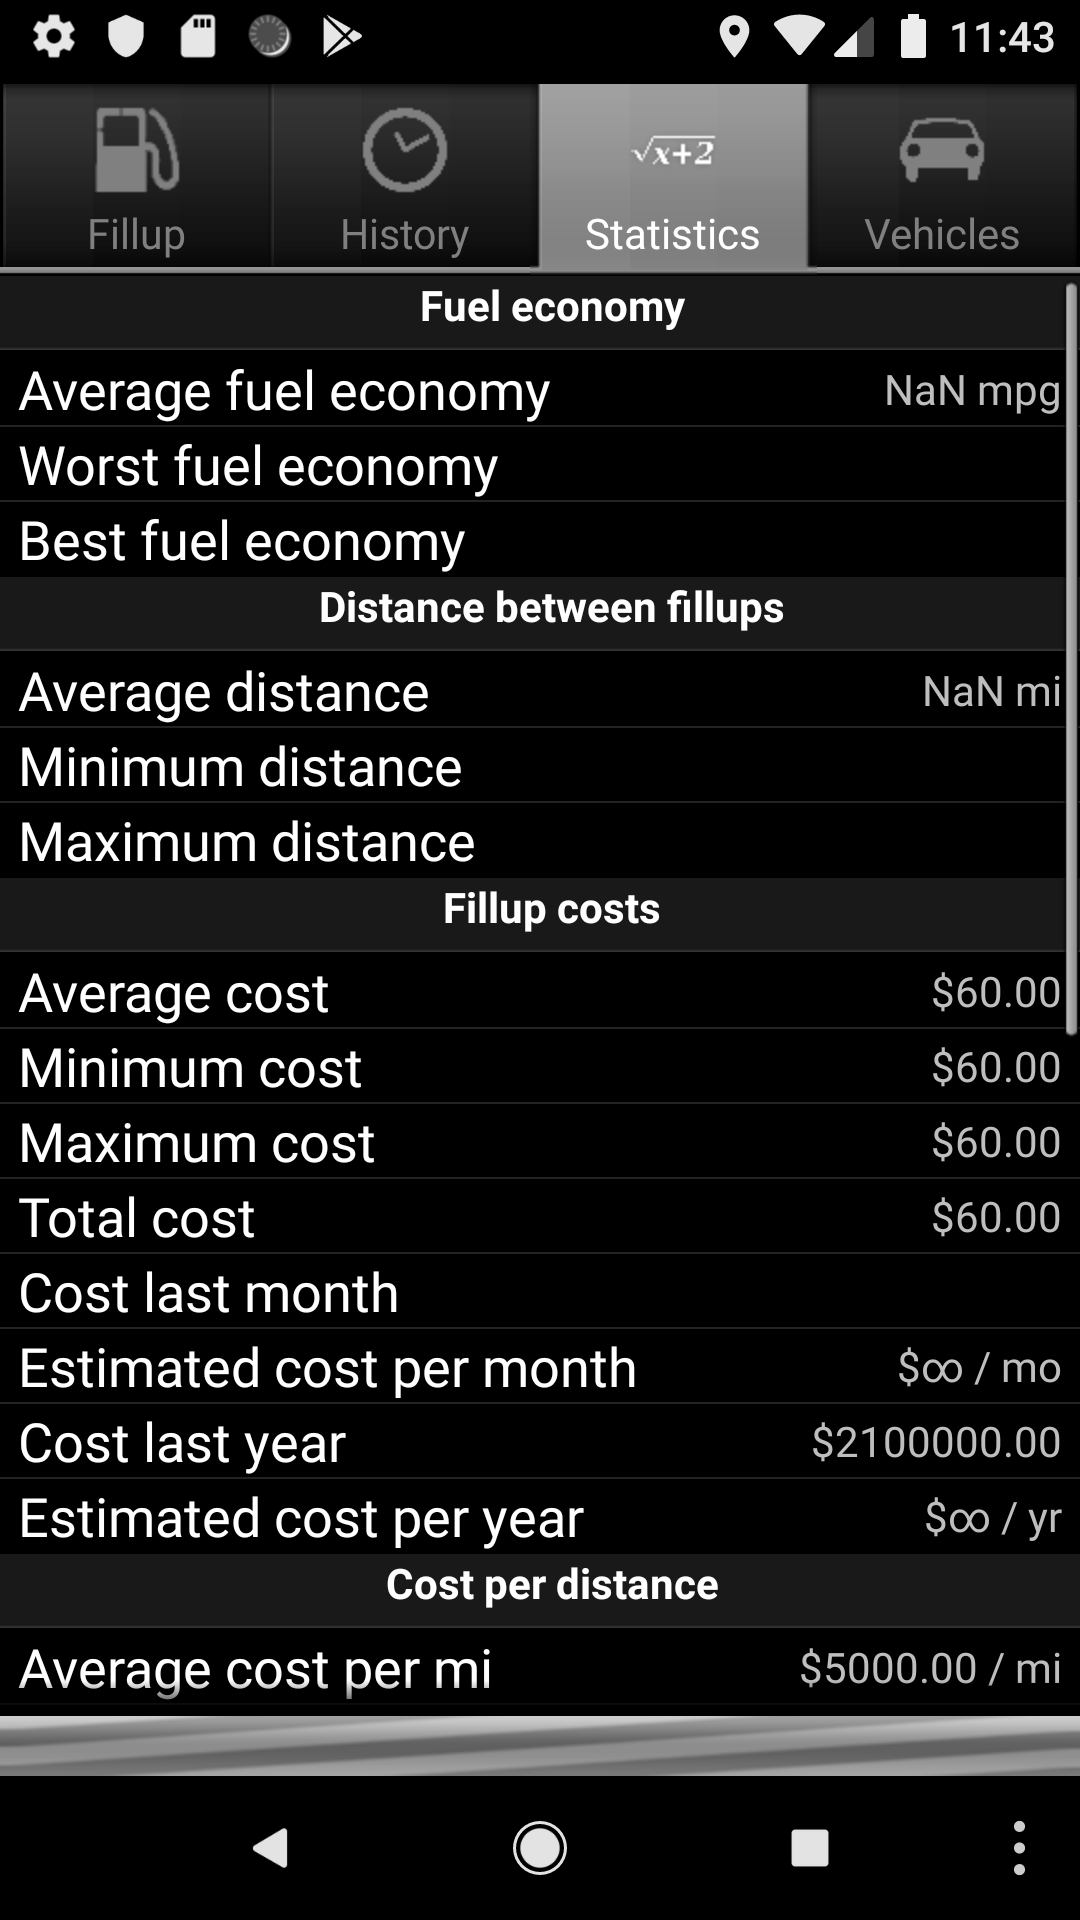 11:43
√x+2
Fillup History Statistics Vehicles
Fuel economy
Average fuel economy NaN mpg
Worst fuel economy
Best fuel economy
Distance between fillups
Average distance NaN mi
Minimum distance
Maximum distance
Fillup costs
Average cost $60.00
Minimum cost $60.00
Maximum cost $60.00
Total cost $60.00
Cost last month
Estimated cost per month $∞ / mo
Cost last year $2100000.00
Estimated cost per year $∞ / yr
Cost per distance
Average cost per mi $5000.00 / mi